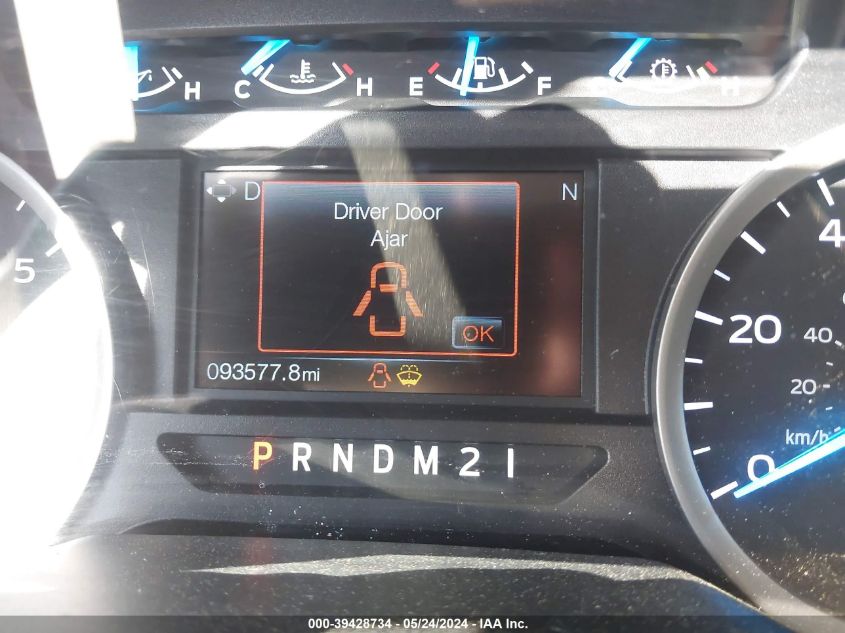 H C H E F H
D N
Driver Door
Ajar
OK
093577.8mi
P R N D M 2 1
5
4
20
40
20
km/h
0
000-39428734 - 05/24/2024 - IAA Inc.